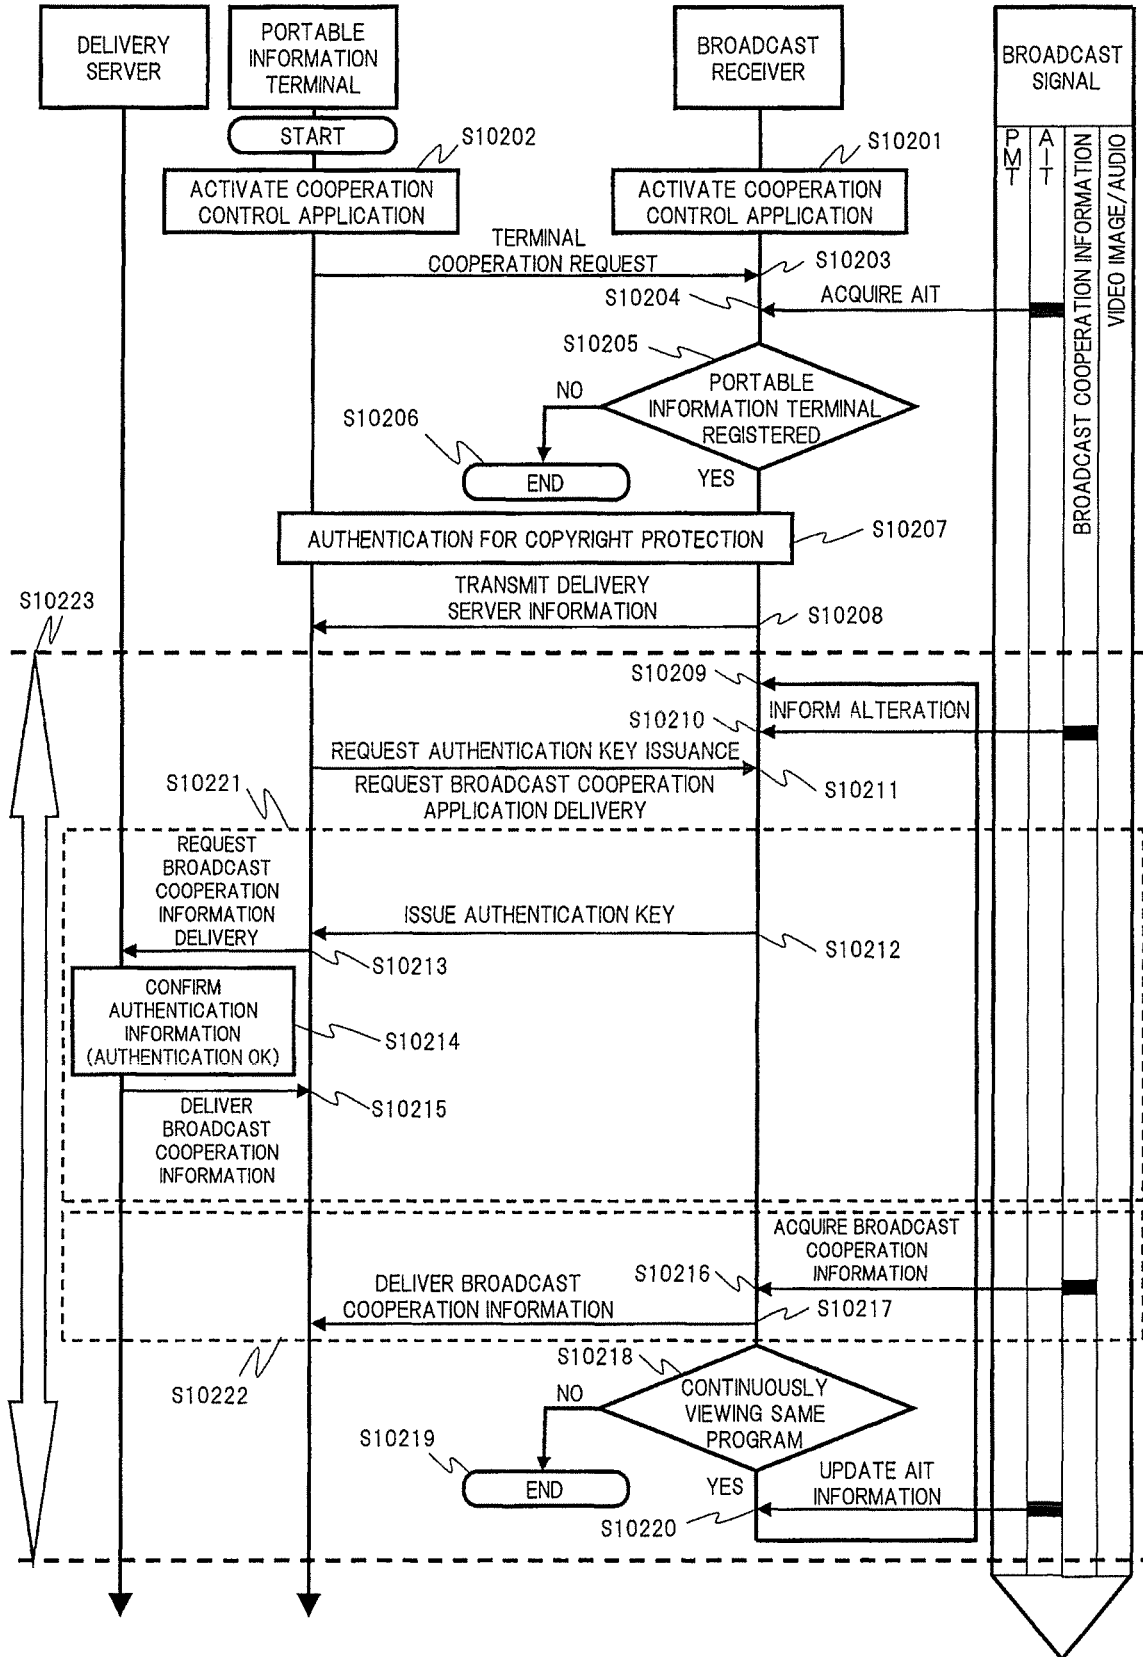 DELIVERY
SERVER
PORTABLE
INFORMATION
TERMINAL
BROADCAST
RECEIVER
BROADCAST
SIGNAL
PMT
AIT
BROADCAST COOPERATION INFORMATION
VIDEO IMAGE/AUDIO
START
S10202
S10201
ACTIVATE COOPERATION
CONTROL APPLICATION
ACTIVATE COOPERATION
CONTROL APPLICATION
TERMINAL
COOPERATION REQUEST
S10203
S10204
ACQUIRE AIT
S10205
PORTABLE
INFORMATION TERMINAL
REGISTERED
NO
S10206
END
YES
AUTHENTICATION FOR COPYRIGHT PROTECTION
S10207
TRANSMIT DELIVERY
SERVER INFORMATION
S10208
S10223
S10209
S10210
INFORM ALTERATION
REQUEST AUTHENTICATION KEY ISSUANCE
S10211
REQUEST BROADCAST COOPERATION
APPLICATION DELIVERY
S10221
REQUEST
BROADCAST
COOPERATION
INFORMATION
DELIVERY
ISSUE AUTHENTICATION KEY
S10212
S10213
CONFIRM
AUTHENTICATION
INFORMATION
(AUTHENTICATION OK)
S10214
S10215
DELIVER
BROADCAST
COOPERATION
INFORMATION
ACQUIRE BROADCAST
COOPERATION
INFORMATION
S10216
DELIVER BROADCAST
COOPERATION INFORMATION
S10217
S10222
S10218
CONTINUOUSLY
VIEWING SAME
PROGRAM
NO
S10219
END
YES
UPDATE AIT
INFORMATION
S10220